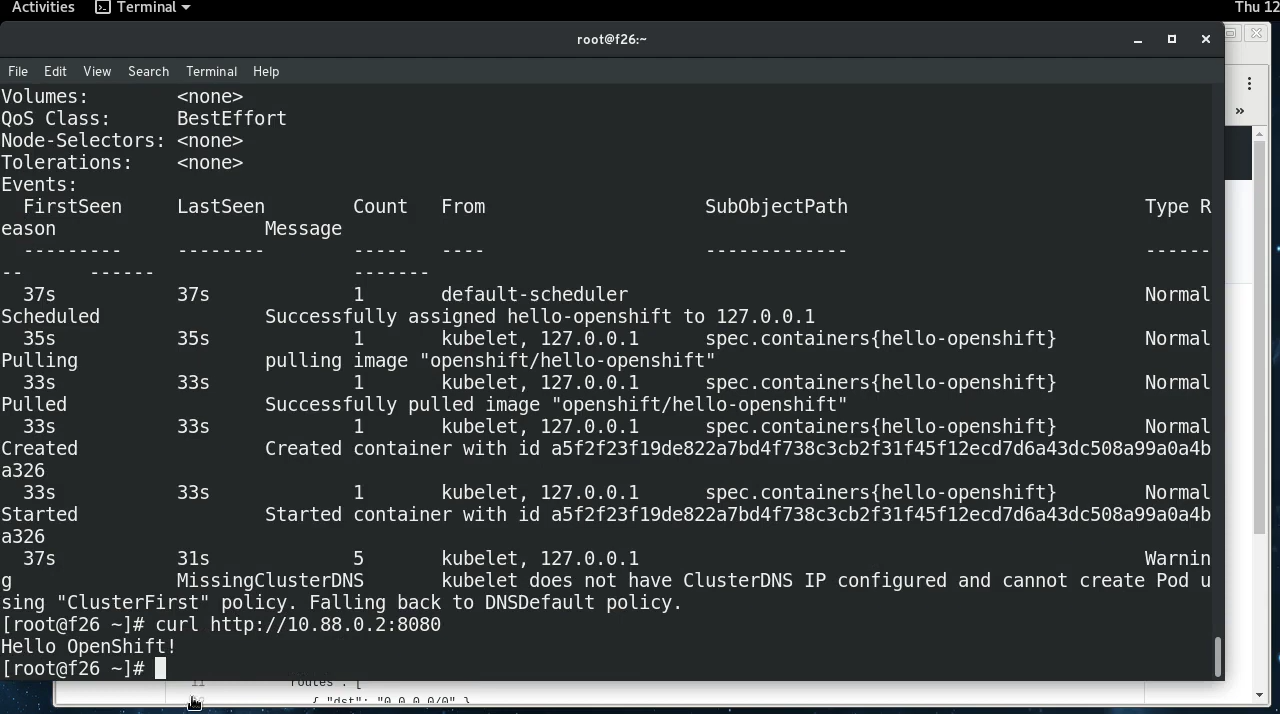 Activities Terminal Thu 12
root@f26:~
File Edit View Search Terminal Help
Volumes: <none>
QoS Class: BestEffort
Node-Selectors: <none>
Tolerations: <none>
Events:
FirstSeen LastSeen Count From SubObjectPath Type R
eason Message
--------- -------- ----- ---- ------------- ------
-- ------ -------
37s 37s 1 default-scheduler Normal
Scheduled Successfully assigned hello-openshift to 127.0.0.1
35s 35s 1 kubelet, 127.0.0.1 spec.containers{hello-openshift} Normal
Pulling pulling image "openshift/hello-openshift"
33s 33s 1 kubelet, 127.0.0.1 spec.containers{hello-openshift} Normal
Pulled Successfully pulled image "openshift/hello-openshift"
33s 33s 1 kubelet, 127.0.0.1 spec.containers{hello-openshift} Normal
Created Created container with id a5f2f23f19de822a7bd4f738c3cb2f31f45f12ecd7d6a43dc508a99a0a4b
a326
33s 33s 1 kubelet, 127.0.0.1 spec.containers{hello-openshift} Normal
Started Started container with id a5f2f23f19de822a7bd4f738c3cb2f31f45f12ecd7d6a43dc508a99a0a4b
a326
37s 31s 5 kubelet, 127.0.0.1 Warnin
g MissingClusterDNS kubelet does not have ClusterDNS IP configured and cannot create Pod u
sing "ClusterFirst" policy. Falling back to DNSDefault policy.
[root@f26 ~]# curl http://10.88.0.2:8080
Hello OpenShift!
[root@f26 ~]#
11 "routes": [
{ "dst": "0.0.0.0/0" }